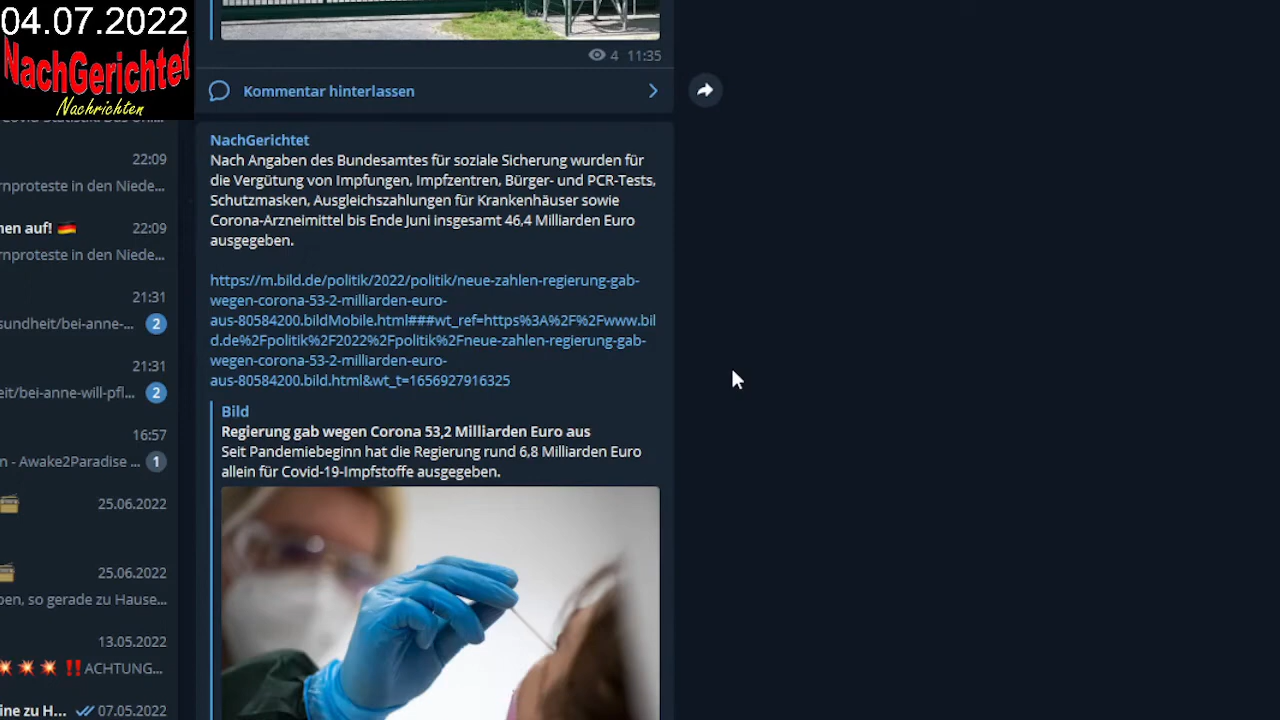 04.07.2022
NachGerichtet
Nachrichten
22:09
rnproteste in den Niede...
nen auf!
22:09
rnproteste in den Niede...
21:31
sundheit/bei-anne-...
2
21:31
eit/bei-anne-will-pfl...
2
16:57
n - Awake2Paradise ...
1
25.06.2022
25.06.2022
ben, so gerade zu Hause...
13.05.2022
ACHTUNG...
ine zu H...
07.05.2022
4 11:35
Kommentar hinterlassen
NachGerichtet
Nach Angaben des Bundesamtes für soziale Sicherung wurden für
die Vergütung von Impfungen, Impfzentren, Bürger- und PCR-Tests,
Schutzmasken, Ausgleichszahlungen für Krankenhäuser sowie
Corona-Arzneimittel bis Ende Juni insgesamt 46,4 Milliarden Euro
ausgegeben.
https://m.bild.de/politik/2022/politik/neue-zahlen-regierung-gab-
wegen-corona-53-2-milliarden-euro-
aus-80584200.bildMobile.html###wt_ref=https%3A%2F%2Fwww.bil
d.de%2Fpolitik%2F2022%2Fpolitik%2Fneue-zahlen-regierung-gab-
wegen-corona-53-2-milliarden-euro-
aus-80584200.bild.html&wt_t=1656927916325
Bild
Regierung gab wegen Corona 53,2 Milliarden Euro aus
Seit Pandemiebeginn hat die Regierung rund 6,8 Milliarden Euro
allein für Covid-19-Impfstoffe ausgegeben.